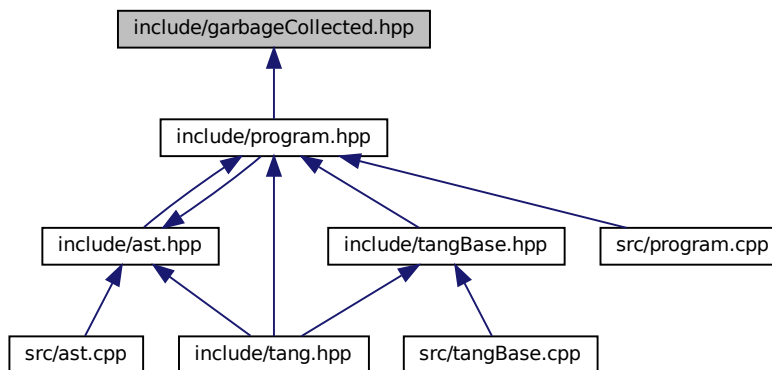 include/garbageCollected.hpp
include/program.hpp
include/ast.hpp
include/tangBase.hpp
src/program.cpp
src/ast.cpp
include/tang.hpp
src/tangBase.cpp